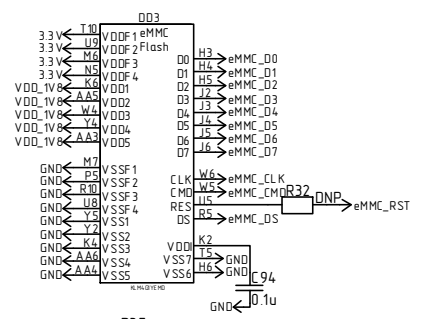 DD3
eMMC
Flash
3.3V T10 VDDF1
3.3V U9 VDDF2
3.3V M6 VDDF3
3.3V N5 VDDF4
VDD_1V8 K6 VDD1
VDD_1V8 AA5 VDD2
VDD_1V8 W4 VDD3
VDD_1V8 Y4 VDD4
VDD_1V8 AA3 VDD5
GND M7 VSSF1
GND P5 VSSF2
GND R10 VSSF3
GND U8 VSSF4
GND Y5 VSS1
GND Y2 VSS2
GND K4 VSS3
GND AA6 VSS4
GND AA4 VSS5
D0 H3 eMMC_D0
D1 H4 eMMC_D1
D2 H5 eMMC_D2
D3 J2 eMMC_D3
D4 J3 eMMC_D4
D5 J4 eMMC_D5
D6 J5 eMMC_D6
D7 J6 eMMC_D7
CLK W6 eMMC_CLK
CMD W5 eMMC_CMD
RES U5 R32 DNP eMMC_RST
DS R5 eMMC_DS
VDDI K2
VSS7 T5 GND
VSS6 H6 GND
C94
0.1u
GND